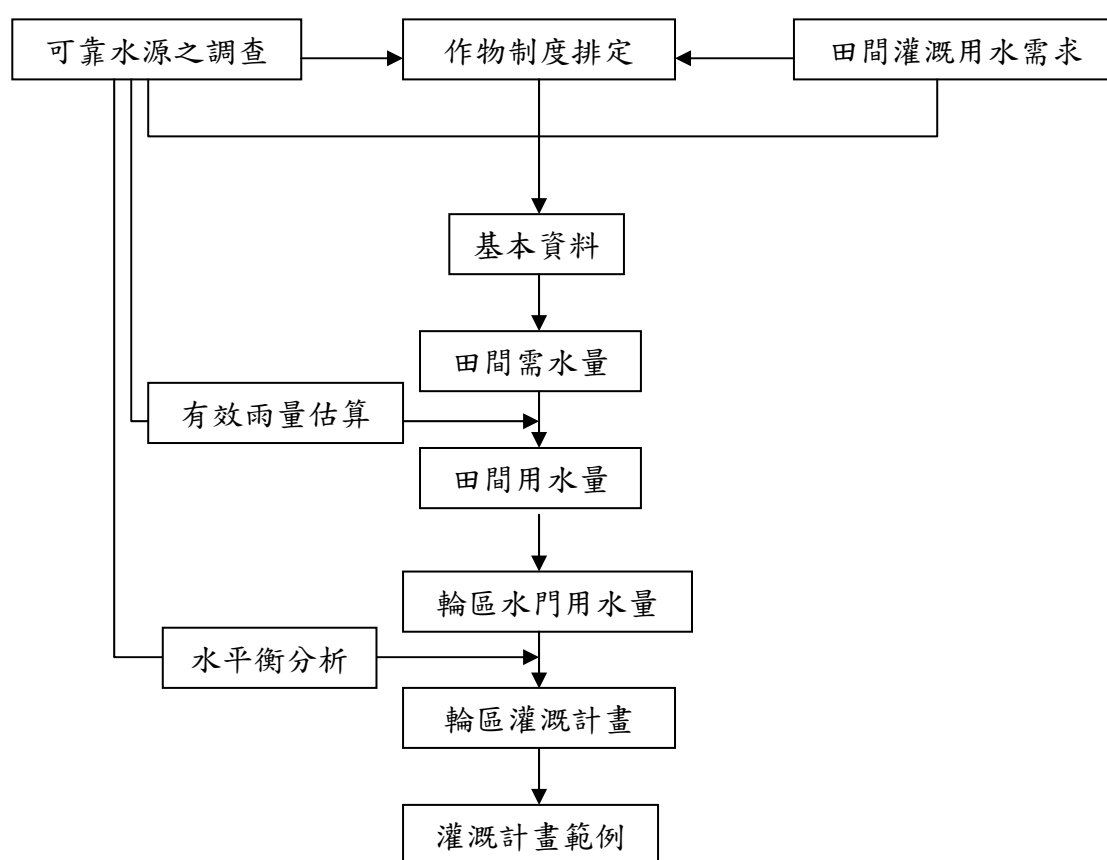 可靠水源之調查
作物制度排定
田間灌溉用水需求
基本資料
田間需水量
有效雨量估算
田間用水量
輪區水門用水量
水平衡分析
輪區灌溉計畫
灌溉計畫範例